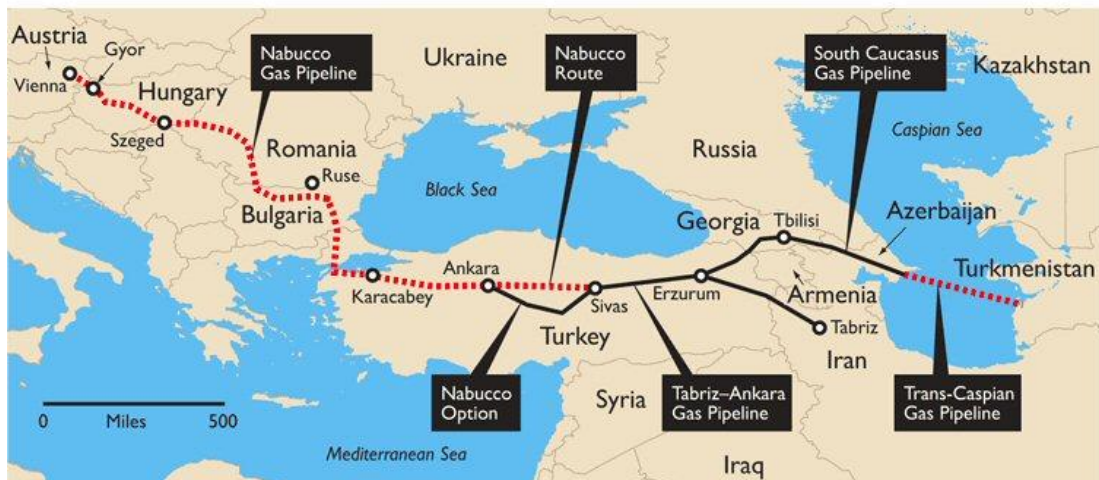 Austria
Gyor
Vienna
Hungary
Szeged
Nabucco
Gas Pipeline
Romania
Ruse
Bulgaria
Ukraine
Nabucco
Route
South Caucasus
Gas Pipeline
Kazakhstan
Caspian Sea
Russia
Black Sea
Georgia
Tbilisi
Azerbaijan
Turkmenistan
Karacabey
Ankara
Sivas
Erzurum
Armenia
Tabriz
Turkey
Iran
Nabucco
Option
Tabriz–Ankara
Gas Pipeline
Trans-Caspian
Gas Pipeline
Syria
Iraq
0 Miles 500
Mediterranean Sea